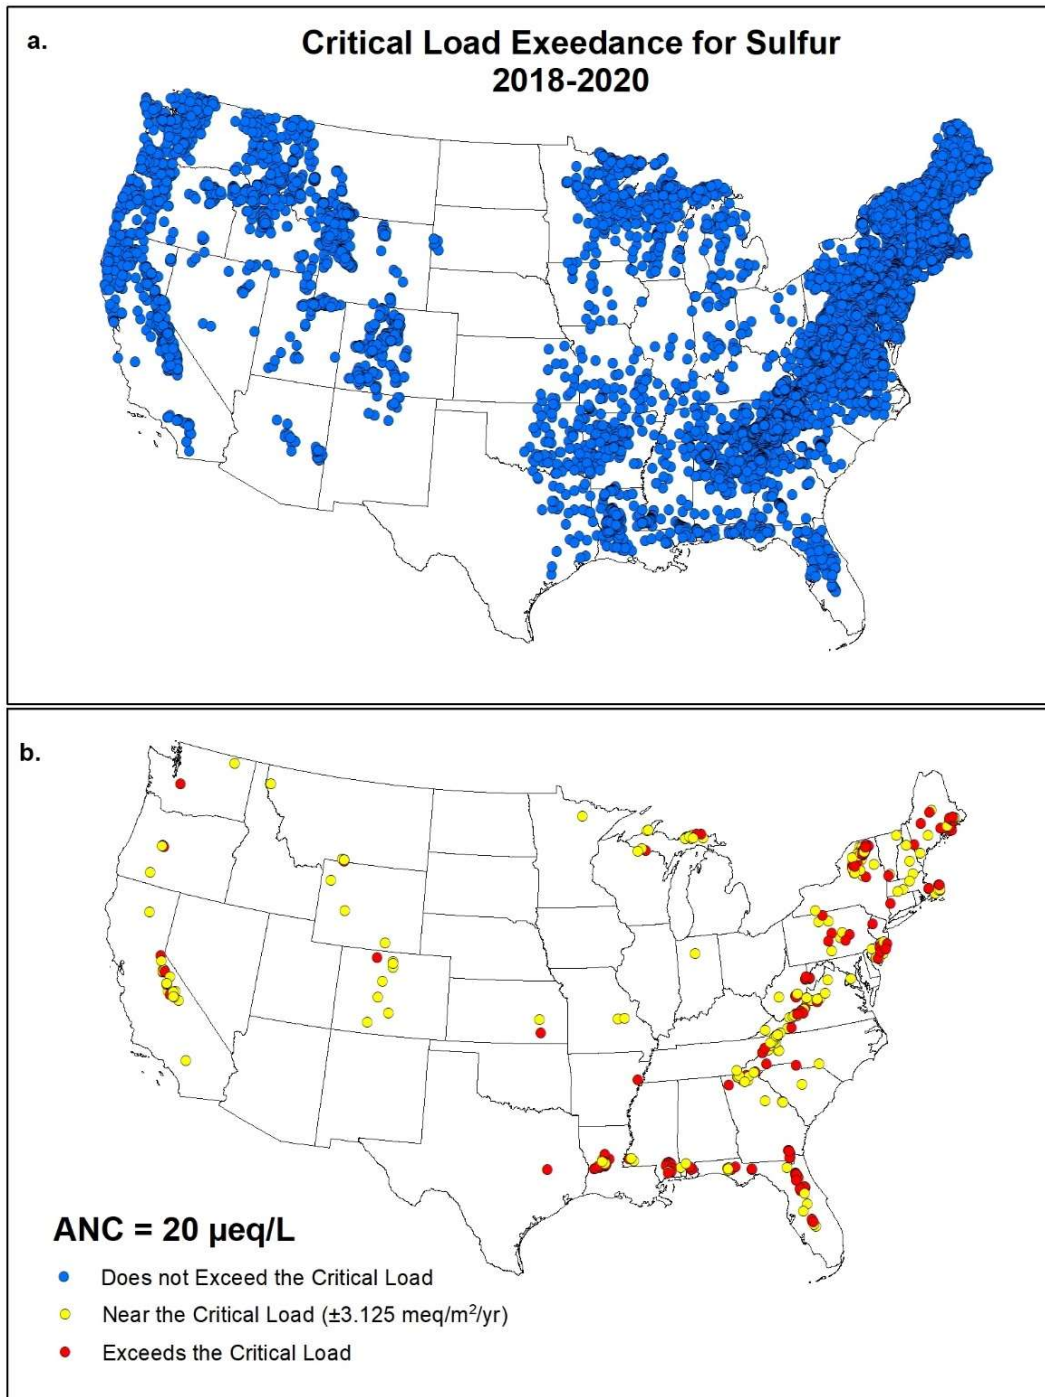 a.
Critical Load Exeedance for Sulfur
2018-2020
b.
ANC = 20 µeq/L
Does not Exceed the Critical Load
Near the Critical Load (±3.125 meq/m²/yr)
Exceeds the Critical Load